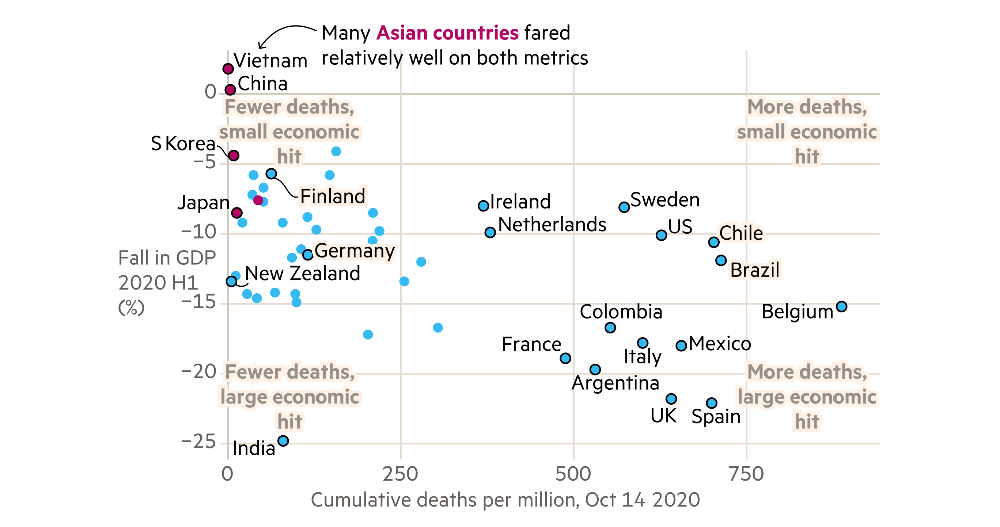 Many Asian countries fared
relatively well on both metrics
Vietnam
China
0
Fewer deaths,
small economic
hit
More deaths,
small economic
hit
S Korea
−5
Finland
Japan
Ireland
Sweden
Netherlands
US
−10
Chile
Germany
Brazil
Fall in GDP
2020 H1
(%)
New Zealand
−15
Colombia
Belgium
France
Italy
Mexico
−20
Fewer deaths,
large economic
hit
Argentina
More deaths,
large economic
hit
UK
Spain
−25
India
0
250
500
750
Cumulative deaths per million, Oct 14 2020